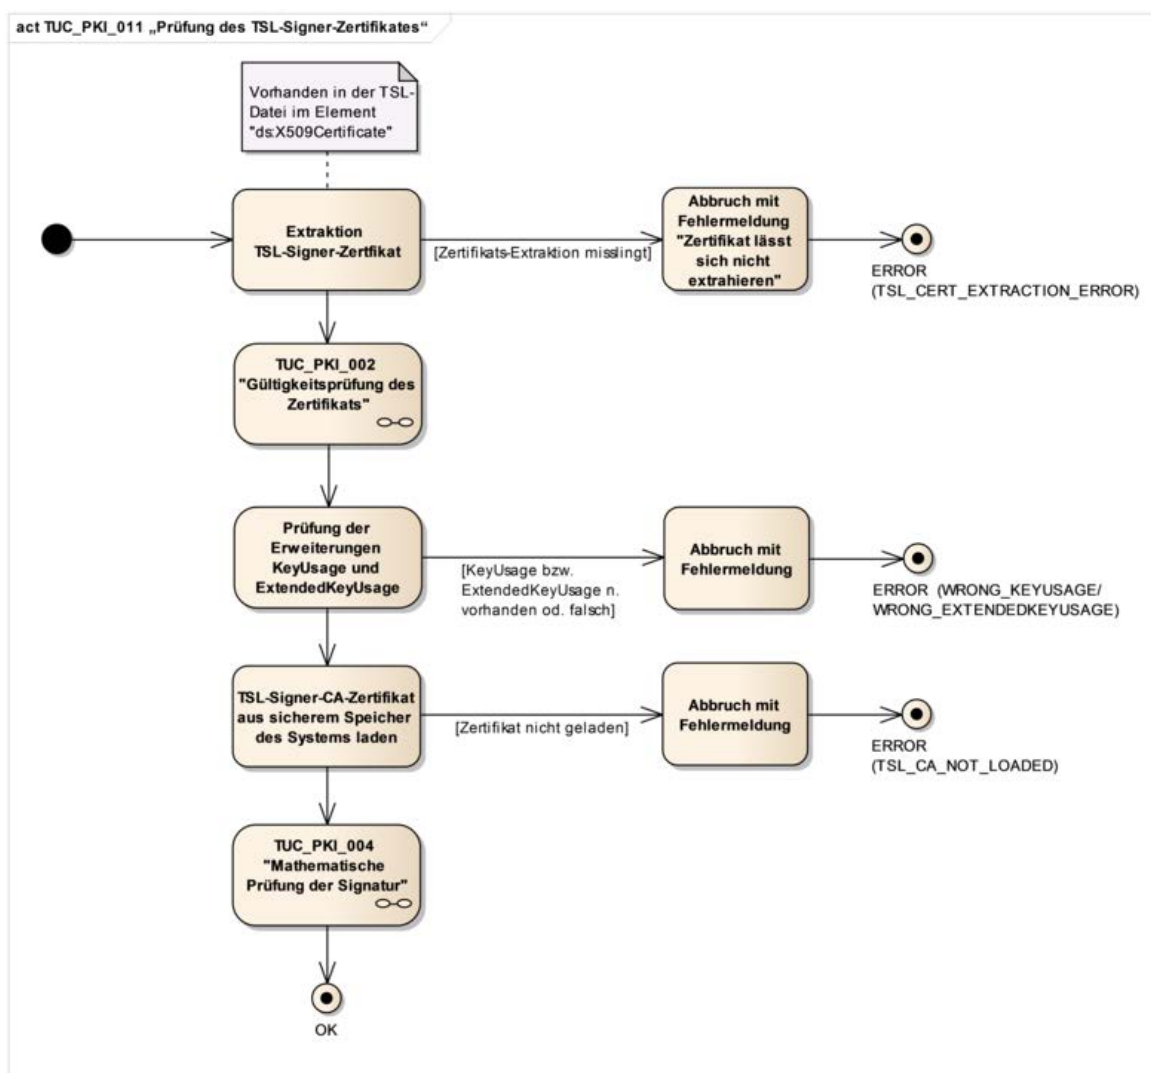 act TUC_PKI_011 „Prüfung des TSL-Signer-Zertifikates“
Vorhanden in der TSL-
Datei im Element
"ds:X509Certificate"
Extraktion
TSL-Signer-Zertfikat
[Zertifikats-Extraktion misslingt]
Abbruch mit
Fehlermeldung
"Zertifikat lässt
sich nicht
extrahieren"
ERROR
(TSL_CERT_EXTRACTION_ERROR)
TUC_PKI_002
"Gültigkeitsprüfung des
Zertifikats"
Prüfung der
Erweiterungen
KeyUsage und
ExtendedKeyUsage
[KeyUsage bzw.
ExtendedKeyUsage n.
vorhanden od. falsch]
Abbruch mit
Fehlermeldung
ERROR (WRONG_KEYUSAGE/
WRONG_EXTENDEDKEYUSAGE)
TSL-Signer-CA-Zertifikat
aus sicherem Speicher
des Systems laden
[Zertifikat nicht geladen]
Abbruch mit
Fehlermeldung
ERROR
(TSL_CA_NOT_LOADED)
TUC_PKI_004
"Mathematische
Prüfung der Signatur"
OK